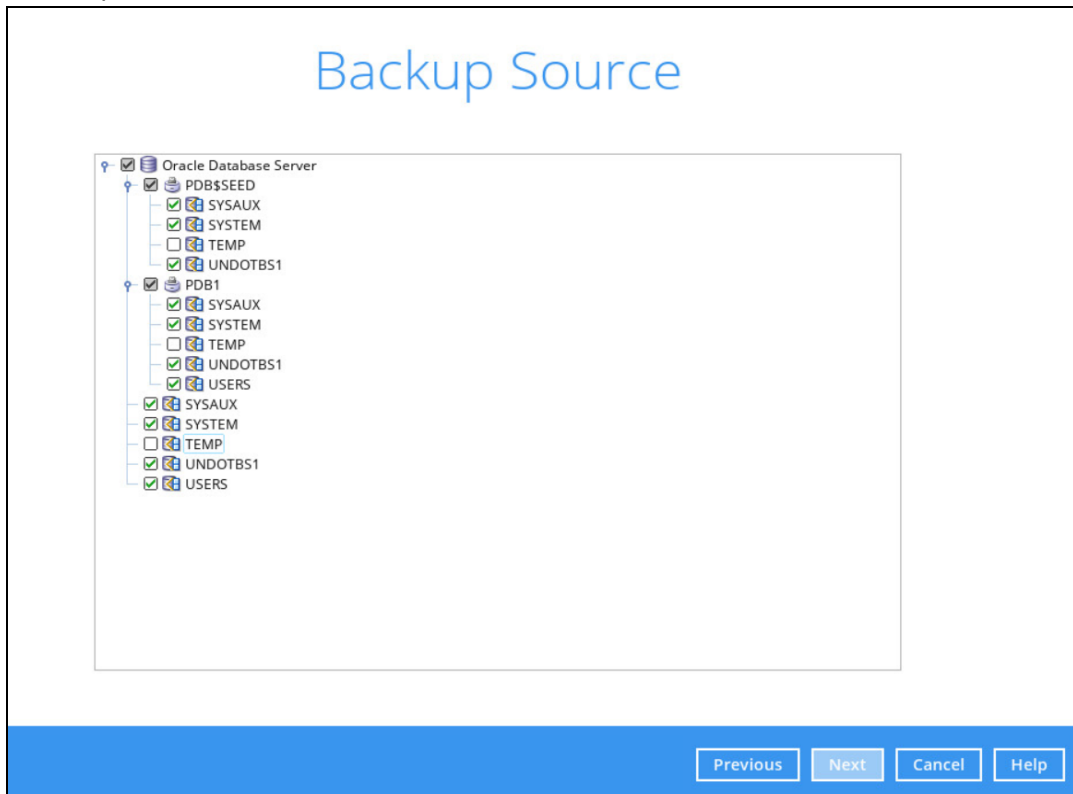 Backup Source
Oracle Database Server
PDB$SEED
SYSAUX
SYSTEM
TEMP
UNDOTBS1
PDB1
SYSAUX
SYSTEM
TEMP
UNDOTBS1
USERS
SYSAUX
SYSTEM
TEMP
UNDOTBS1
USERS
Previous Next Cancel Help